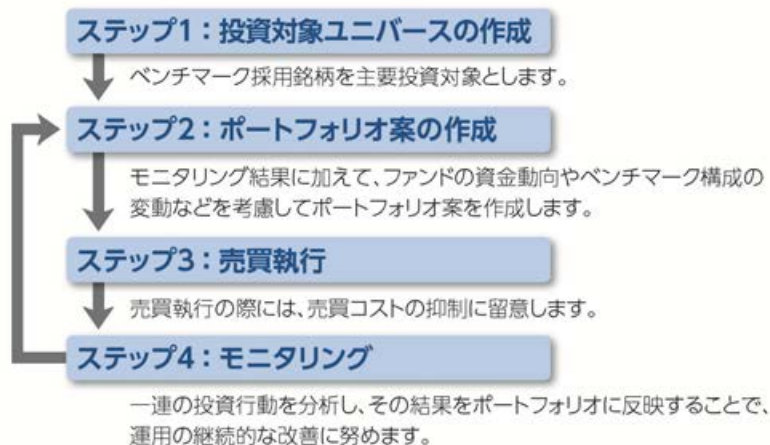 ステップ1：投資対象ユニバースの作成
ベンチマーク採用銘柄を主要投資対象とします。
ステップ2：ポートフォリオ案の作成
モニタリング結果に加えて、ファンドの資金動向やベンチマーク構成の
変動などを考慮してポートフォリオ案を作成します。
ステップ3：売買執行
売買執行の際には、売買コストの抑制に留意します。
ステップ4：モニタリング
一連の投資行動を分析し、その結果をポートフォリオに反映することで、
運用の継続的な改善に努めます。